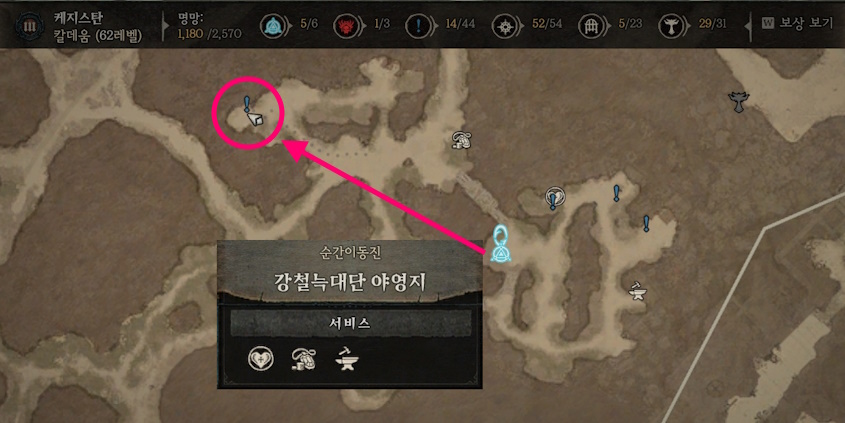 III
케지스탄
칼데움 (62레벨)
명망:
1,180 /2,570
5/6
1/3
14/44
52/54
5/23
29/31
W 보상 보기
순간이동진
강철늑대단 야영지
서비스